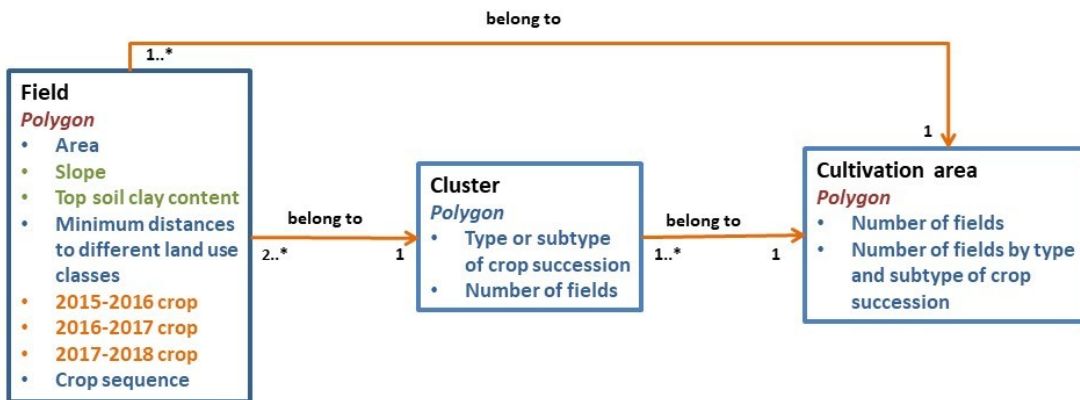 belong to
1..*
1
Field
Polygon
• Area
• Slope
• Top soil clay content
• Minimum distances
to different land use
classes
• 2015-2016 crop
• 2016-2017 crop
• 2017-2018 crop
• Crop sequence
belong to
2..*
1
Cluster
Polygon
• Type or subtype
of crop succession
• Number of fields
belong to
1..*
1
Cultivation area
Polygon
• Number of fields
• Number of fields by type
and subtype of crop
succession